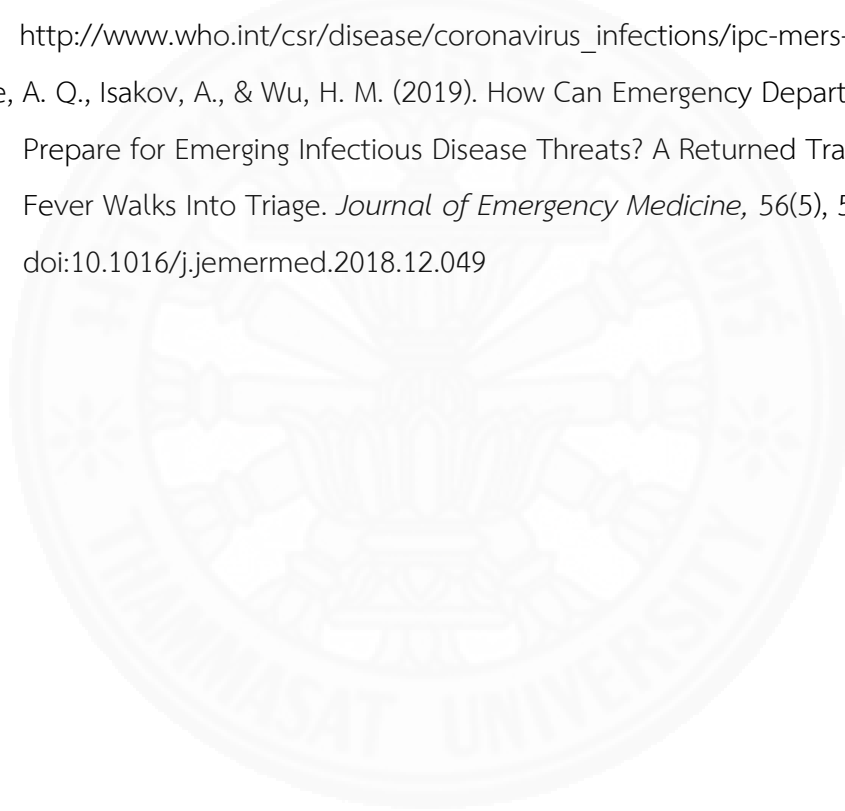 http://www.who.int/csr/disease/coronavirus_infections/ipc-mers-
e, A. Q., Isakov, A., & Wu, H. M. (2019). How Can Emergency Depart
Prepare for Emerging Infectious Disease Threats? A Returned Tra
Fever Walks Into Triage. Journal of Emergency Medicine, 56(5), 5
doi:10.1016/j.jemermed.2018.12.049
THAMMASAT UNIVERSITY